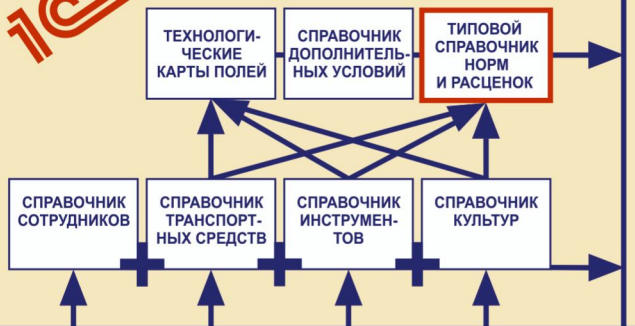 1С
ТЕХНОЛОГИ-
ЧЕСКИЕ
КАРТЫ ПОЛЕЙ
СПРАВОЧНИК
ДОПОЛНИТЕЛЬ-
НЫХ УСЛОВИЙ
ТИПОВОЙ
СПРАВОЧНИК
НОРМ
И РАСЦЕНОК
СПРАВОЧНИК
СОТРУДНИКОВ
СПРАВОЧНИК
ТРАНСПОРТ-
НЫХ СРЕДСТВ
СПРАВОЧНИК
ИНСТРУМЕН-
ТОВ
СПРАВОЧНИК
КУЛЬТУР